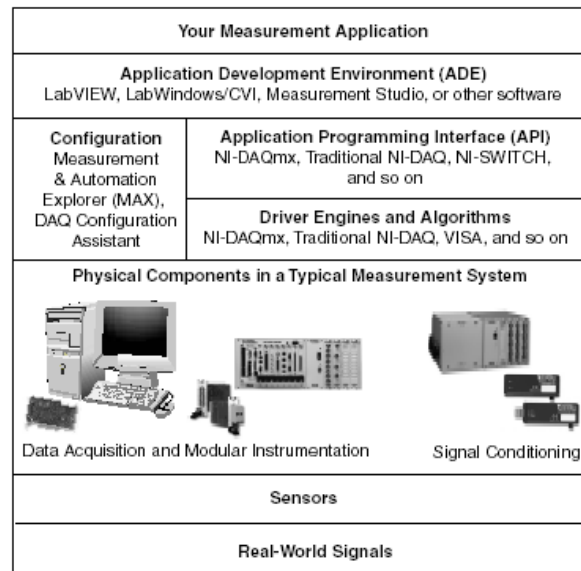 Your Measurement Application
Application Development Environment (ADE)
LabVIEW, LabWindows/CVI, Measurement Studio, or other software
Configuration
Measurement
& Automation
Explorer (MAX),
DAQ Configuration
Assistant
Application Programming Interface (API)
NI-DAQmx, Traditional NI-DAQ, NI-SWITCH,
and so on
Driver Engines and Algorithms
NI-DAQmx, Traditional NI-DAQ, VISA, and so on
Physical Components in a Typical Measurement System
Data Acquisition and Modular Instrumentation
Signal Conditioning
Sensors
Real-World Signals